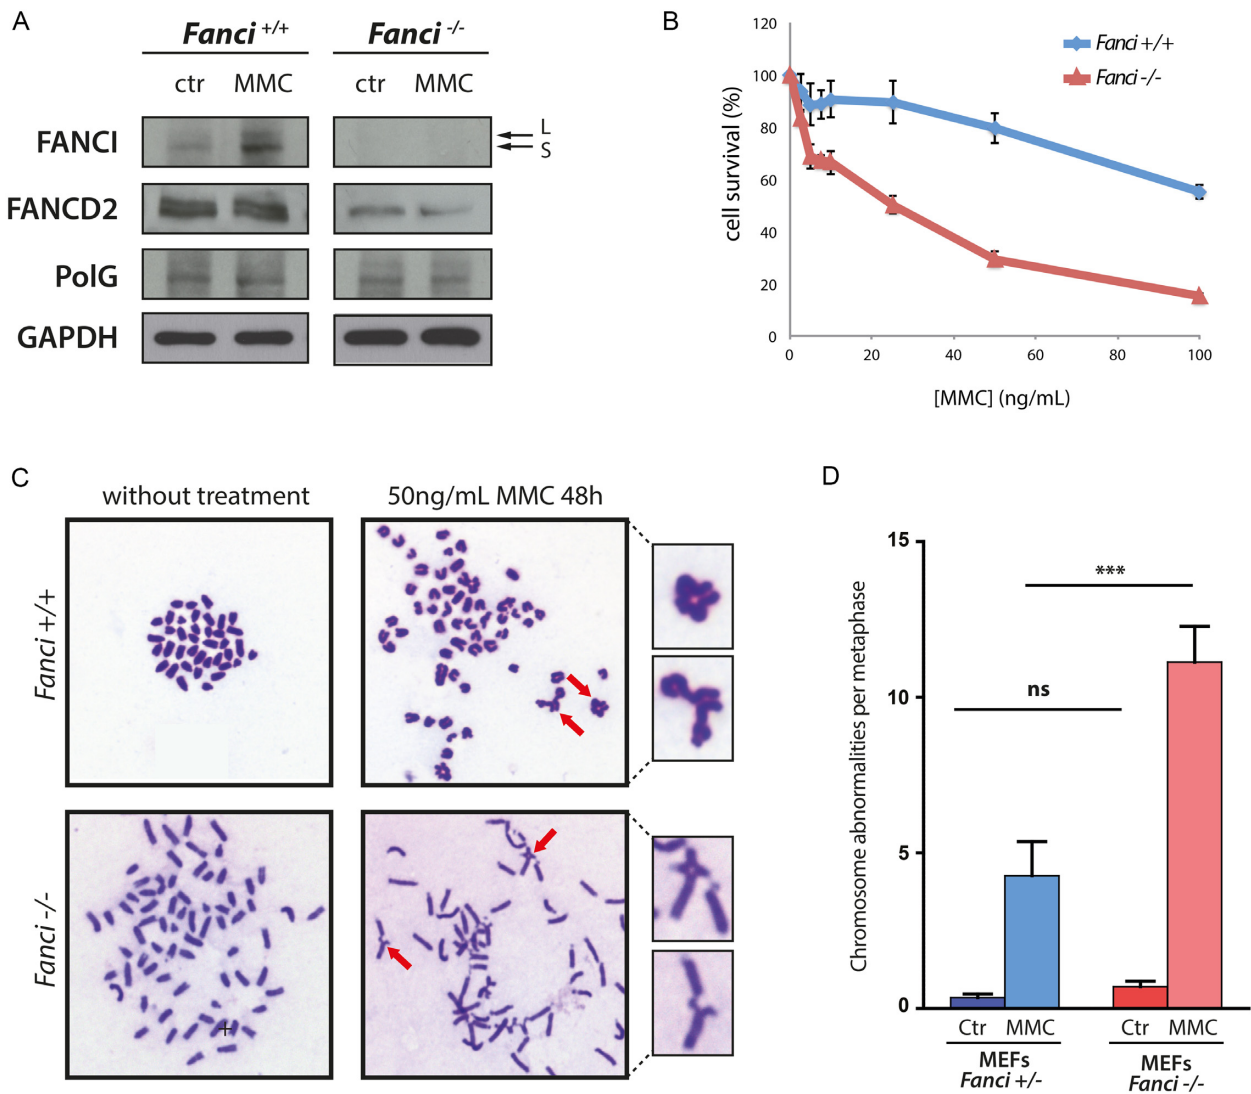 A
Fanci +/+ Fanci -/-
ctr MMC ctr MMC
FANCI
L
S
FANCD2
PolG
GAPDH
B
120
100
80
60
40
20
0
cell survival (%)
Fanci +/+
Fanci -/-
0 20 40 60 80 100
[MMC] (ng/mL)
C
without treatment 50ng/mL MMC 48h
Fanci +/+
Fanci -/-
D
Chromosome abnormalities per metaphase
15
10
5
0
***
ns
Ctr MMC Ctr MMC
MEFs MEFs
Fanci +/- Fanci -/-